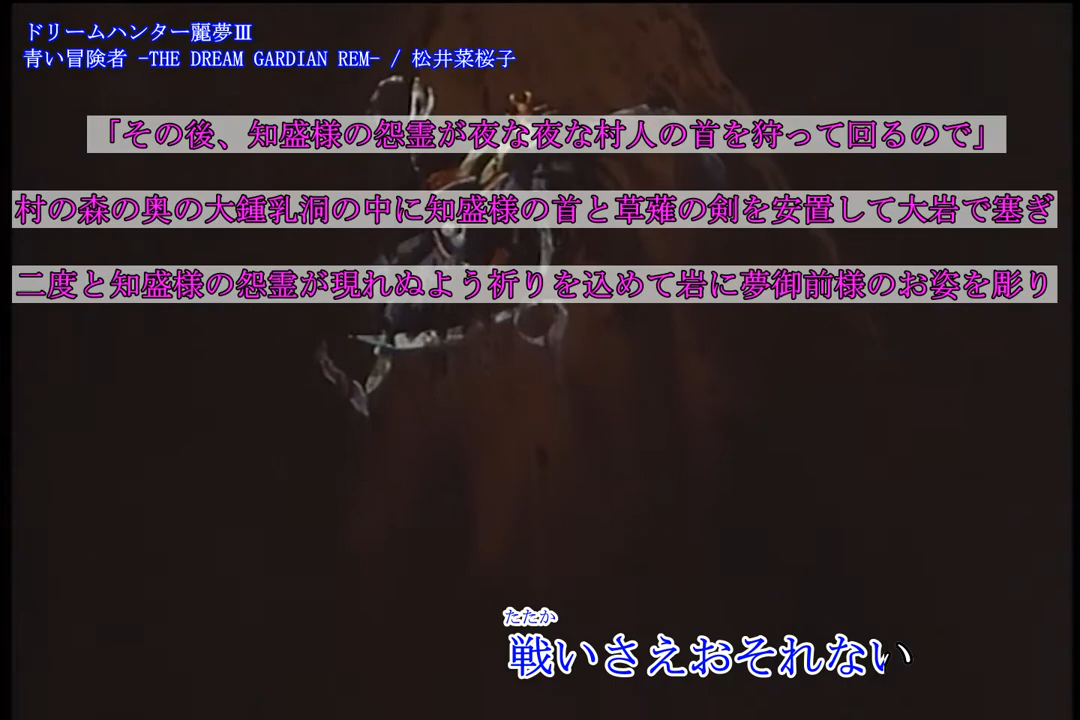 ドリームハンター麗夢Ⅲ
青い冒険者 -THE DREAM GARDIAN REM- / 松井菜桜子
「その後、知盛様の怨霊が夜な夜な村人の首を狩って回るので」
村の森の奥の大鍾乳洞の中に知盛様の首と草薙の剣を安置して大岩で塞ぎ
二度と知盛様の怨霊が現れぬよう祈りを込めて岩に夢御前様のお姿を彫り
たたか
戦いさえおそれない